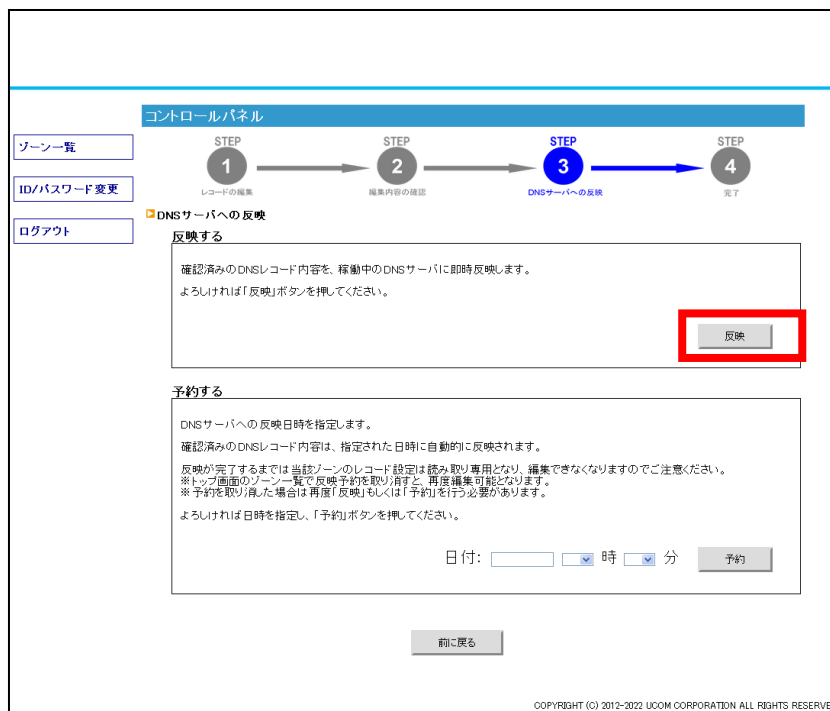 コントロールパネル
ゾーン一覧
ID/パスワード変更
ログアウト
STEP
1
レコードの編集
STEP
2
編集内容の確認
STEP
3
DNSサーバへの反映
STEP
4
完了
DNSサーバへの反映
反映する
確認済みのDNSレコード内容を、稼働中のDNSサーバに即時反映します。
よろしければ「反映」ボタンを押してください。
反映
予約する
DNSサーバへの反映日時を指定します。
確認済みのDNSレコード内容は、指定された日時に自動的に反映されます。
反映が完了するまでは当該ゾーンのレコード設定は読み取り専用となり、編集できなくなりますのでご注意ください。
※トップ画面のゾーン一覧で反映予約を取り消すと、再度編集可能となります。
※予約を取り消した場合は再度「反映」もしくは「予約」を行う必要があります。
よろしければ日時を指定し、「予約」ボタンを押してください。
日付: 時 分 予約
前に戻る
COPYRIGHT (C) 2012-2022 UCOM CORPORATION ALL RIGHTS RESERVE